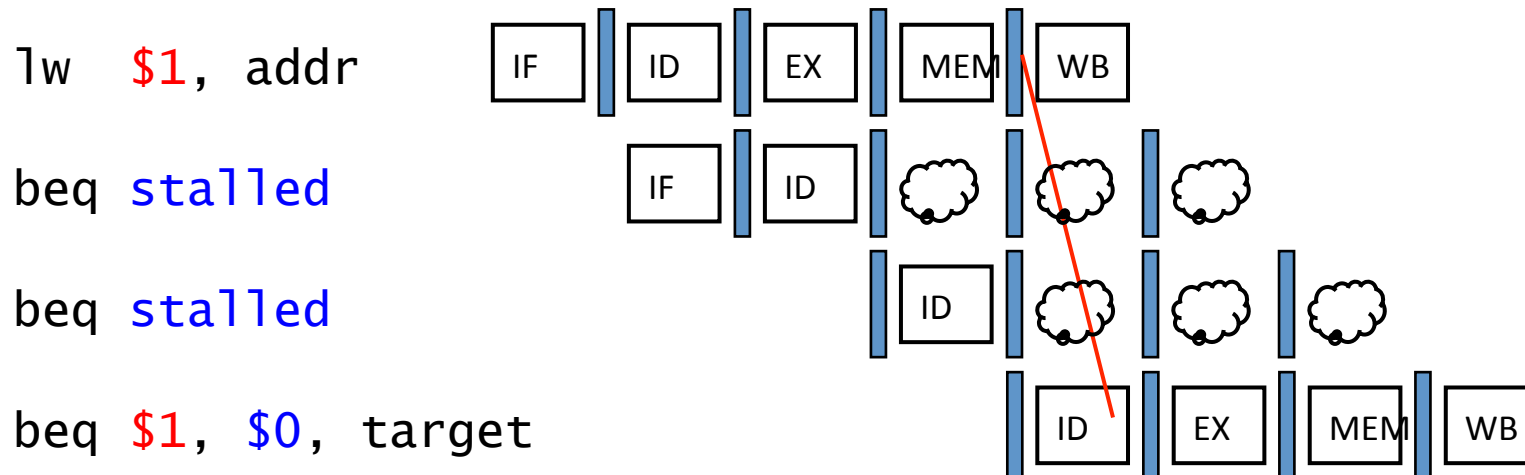 lw $1, addr IF ID EX MEM WB
beq stalled IF ID
beq stalled ID
beq $1, $0, target ID EX MEM WB